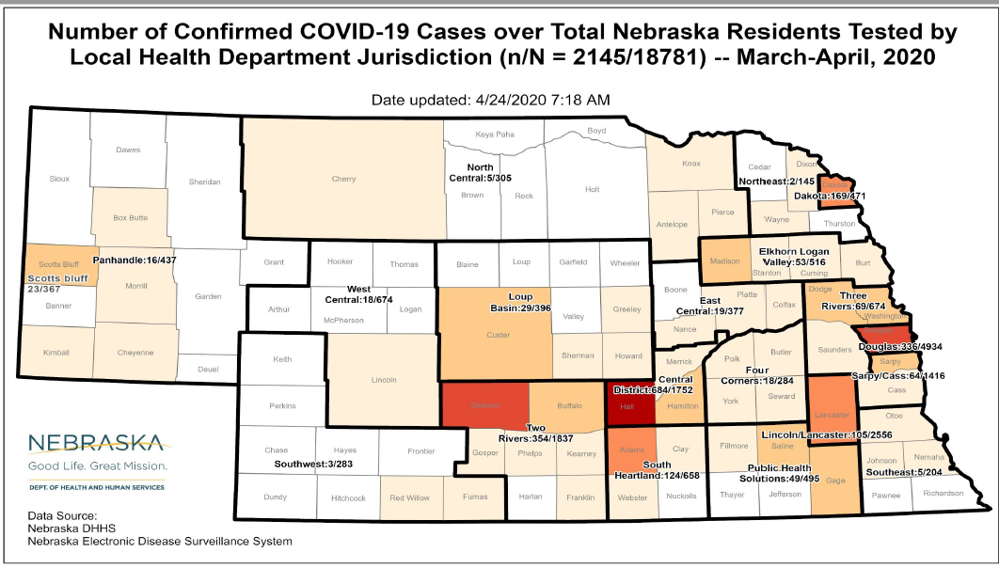 Number of Confirmed COVID-19 Cases over Total Nebraska Residents Tested by
Local Health Department Jurisdiction (n/N = 2145/18781) -- March-April, 2020
Date updated: 4/24/2020 7:18 AM
Sioux
Dawes
Sheridan
Box Butte
Scotts Bluff
Panhandle:16/437
Scotts bluff
23/367
Morrill
Banner
Garden
Kimball
Cheyenne
Deuel
Cherry
Keya Paha
Boyd
North
Central:5/305
Brown
Rock
Holt
Knox
Antelope
Pierce
Cedar
Dixon
Northeast:2/145
Dakota
Dakota:169/471
Wayne
Thurston
Grant
Hooker
Thomas
Arthur
West
Central:18/674
McPherson
Logan
Blaine
Loup
Garfield
Wheeler
Loup
Basin:29/396
Custer
Valley
Greeley
Sherman
Howard
Madison
Elkhorn Logan
Valley:53/516
Stanton
Cuming
Burt
Boone
Platte
East
Central:19/377
Colfax
Nance
Dodge
Three
Rivers:69/674
Washington
Douglas:336/4934
Saunders
Sarpy
Sarpy/Cass:64/1416
Cass
Keith
Perkins
Lincoln
Merrick
Polk
Butler
Four
Corners:18/284
York
Seward
Central
District:684/1752
Hall
Hamilton
Dawson
Buffalo
Two
Rivers:354/1837
Lancaster
Lincoln/Lancaster:105/2556
Otoe
Chase
Hayes
Frontier
Southwest:3/283
Dundy
Hitchcock
Red Willow
Furnas
Gosper
Phelps
Kearney
Harlan
Franklin
Adams
Clay
South
Heartland:124/658
Webster
Nuckolls
Fillmore
Saline
Public Health
Solutions:49/495
Thayer
Jefferson
Gage
Johnson
Nemaha
Southeast:5/204
Pawnee
Richardson
NEBRASKA
Good Life. Great Mission.
DEPT. OF HEALTH AND HUMAN SERVICES
Data Source:
Nebraska DHHS
Nebraska Electronic Disease Surveillance System